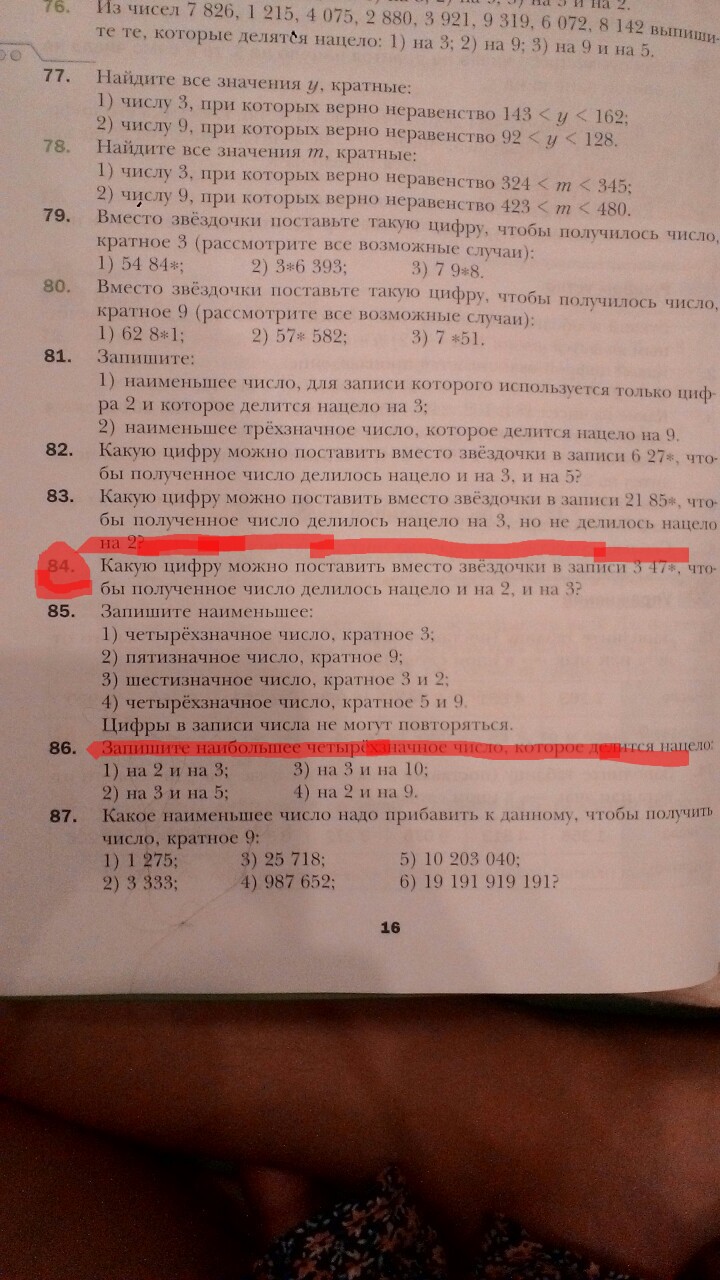 на 3, 2) на 9, 3) на 3 и на 2.
76. Из чисел 7 826, 1 215, 4 075, 2 880, 3 921, 9 319, 6 072, 8 142 выпиши-
те те, которые делятся нацело: 1) на 3; 2) на 9; 3) на 9 и на 5.
77. Найдите все значения y, кратные:
1) числу 3, при которых верно неравенство 143 < y < 162;
2) числу 9, при которых верно неравенство 92 < y < 128.
78. Найдите все значения m, кратные:
1) числу 3, при которых верно неравенство 324 < m < 345;
2) числу 9, при которых верно неравенство 423 < m < 480.
79. Вместо звёздочки поставьте такую цифру, чтобы получилось число,
кратное 3 (рассмотрите все возможные случаи):
1) 54 84*; 2) 3*6 393; 3) 7 9*8.
80. Вместо звёздочки поставьте такую цифру, чтобы получилось число,
кратное 9 (рассмотрите все возможные случаи):
1) 62 8*1; 2) 57* 582; 3) 7 *51.
81. Запишите:
1) наименьшее число, для записи которого используется только циф-
ра 2 и которое делится нацело на 3;
2) наименьшее трёхзначное число, которое делится нацело на 9.
82. Какую цифру можно поставить вместо звёздочки в записи 6 27*, что-
бы полученное число делилось нацело и на 3, и на 5?
83. Какую цифру можно поставить вместо звёздочки в записи 21 85*, что-
бы полученное число делилось нацело на 3, но не делилось нацело
на 2?
84. Какую цифру можно поставить вместо звёздочки в записи 3 47*, что-
бы полученное число делилось нацело и на 2, и на 3?
85. Запишите наименьшее:
1) четырёхзначное число, кратное 3;
2) пятизначное число, кратное 9;
3) шестизначное число, кратное 3 и 2;
4) четырёхзначное число, кратное 5 и 9.
Цифры в записи числа не могут повторяться.
86. Запишите наибольшее четырёхзначное число, которое делится нацело:
1) на 2 и на 3; 3) на 3 и на 10;
2) на 3 и на 5; 4) на 2 и на 9.
87. Какое наименьшее число надо прибавить к данному, чтобы получить
число, кратное 9:
1) 1 275; 3) 25 718; 5) 10 203 040;
2) 3 333; 4) 987 652; 6) 19 191 919 191?
16